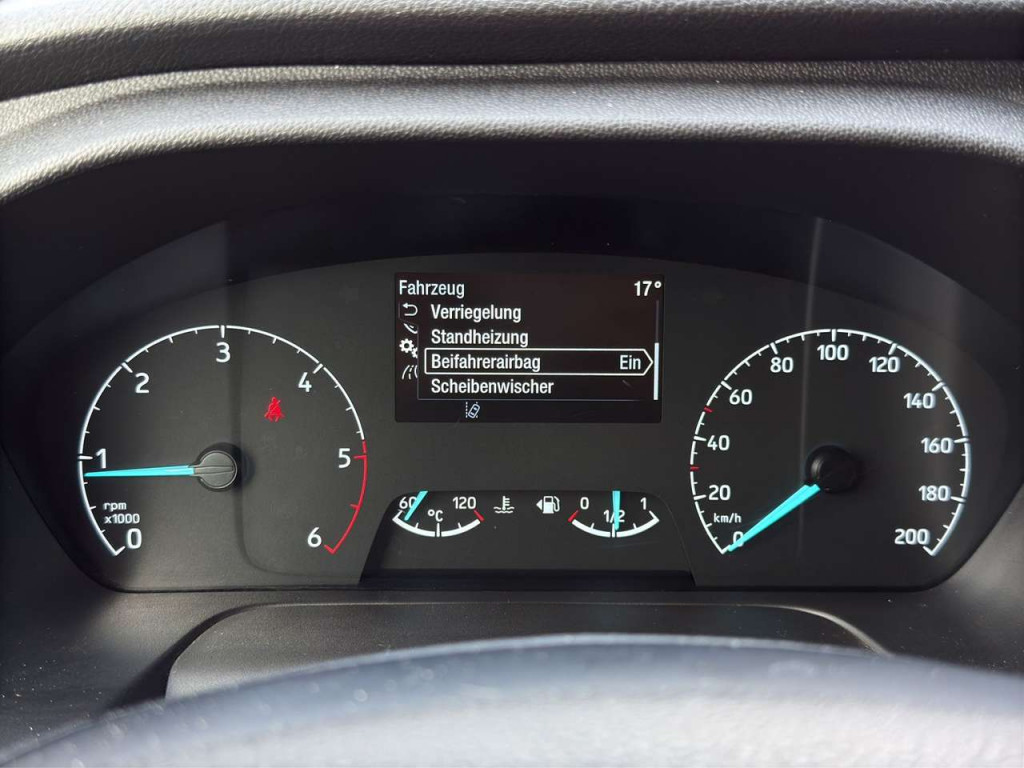 Fahrzeug 17°
Verriegelung
Standheizung
Beifahrerairbag Ein
Scheibenwischer
0
1
2
3
4
5
6
rpm
x1000
60 120
°C
0 1/2 1
0
20
40
60
80
100
120
140
160
180
200
km/h